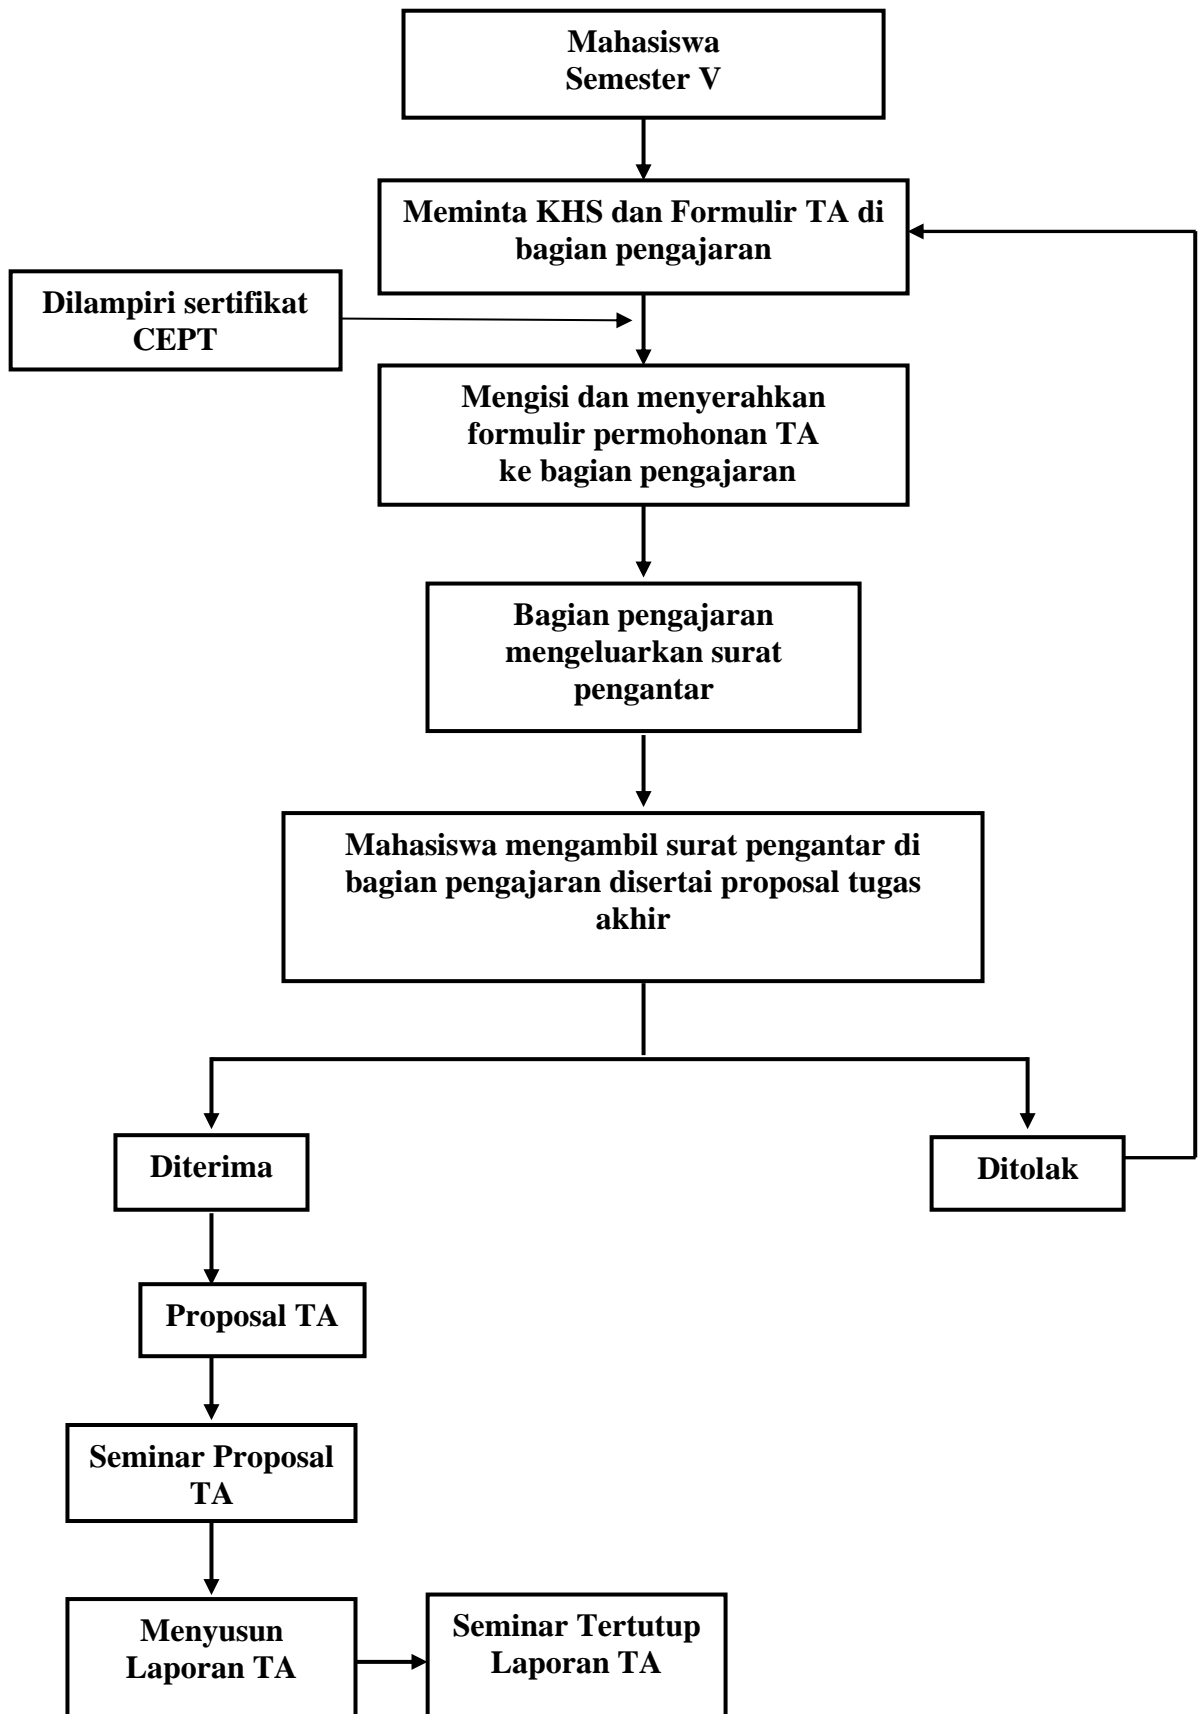 Mahasiswa
Semester V
Meminta KHS dan Formulir TA di
bagian pengajaran
Dilampiri sertifikat
CEPT
Mengisi dan menyerahkan
formulir permohonan TA
ke bagian pengajaran
Bagian pengajaran
mengeluarkan surat
pengantar
Mahasiswa mengambil surat pengantar di
bagian pengajaran disertai proposal tugas
akhir
Diterima
Ditolak
Proposal TA
Seminar Proposal
TA
Menyusun
Laporan TA
Seminar Tertutup
Laporan TA